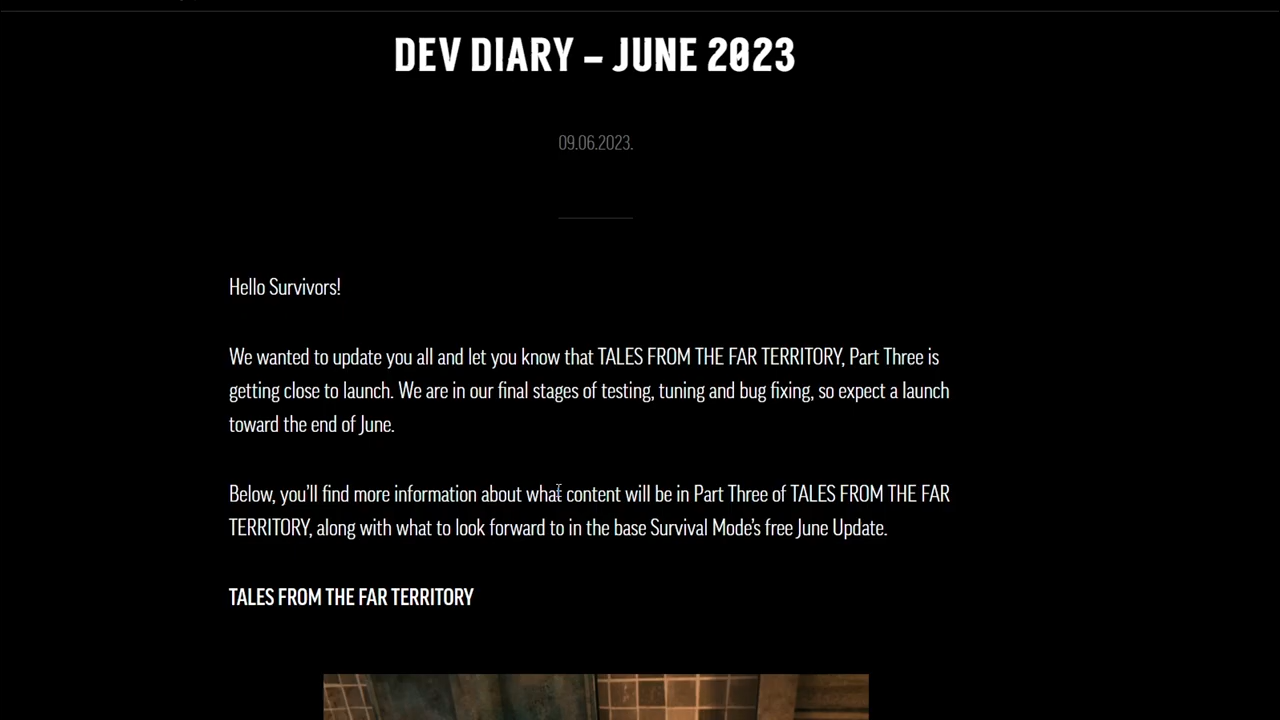 DEV DIARY – JUNE 2023
09.06.2023.
Hello Survivors!
We wanted to update you all and let you know that TALES FROM THE FAR TERRITORY, Part Three is
getting close to launch. We are in our final stages of testing, tuning and bug fixing, so expect a launch
toward the end of June.
Below, you’ll find more information about what content will be in Part Three of TALES FROM THE FAR
TERRITORY, along with what to look forward to in the base Survival Mode’s free June Update.
TALES FROM THE FAR TERRITORY